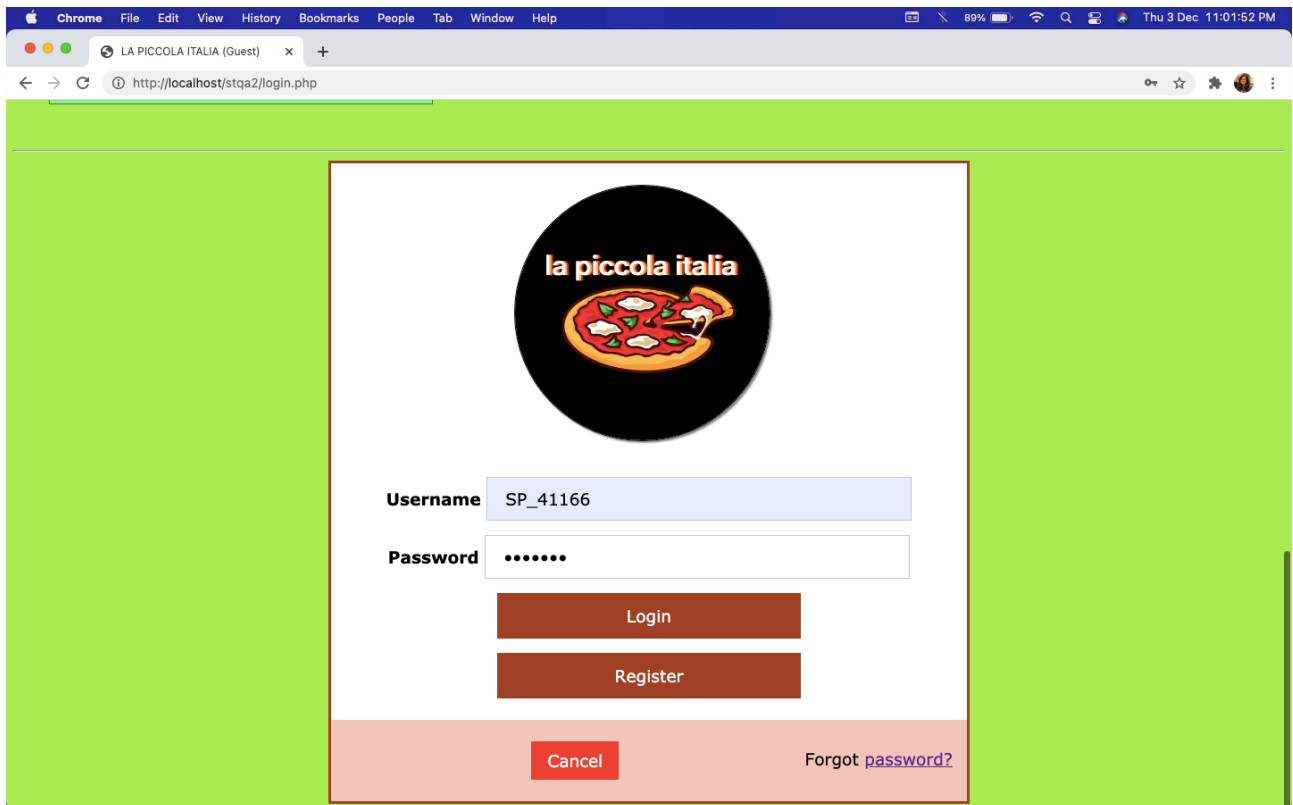 Chrome File Edit View History Bookmarks People Tab Window Help 89% Thu 3 Dec 11:01:52 PM
LA PICCOLA ITALIA (Guest)
http://localhost/stqa2/login.php
la piccola italia
Username SP_41166
Password •••••••
Login
Register
Cancel Forgot password?